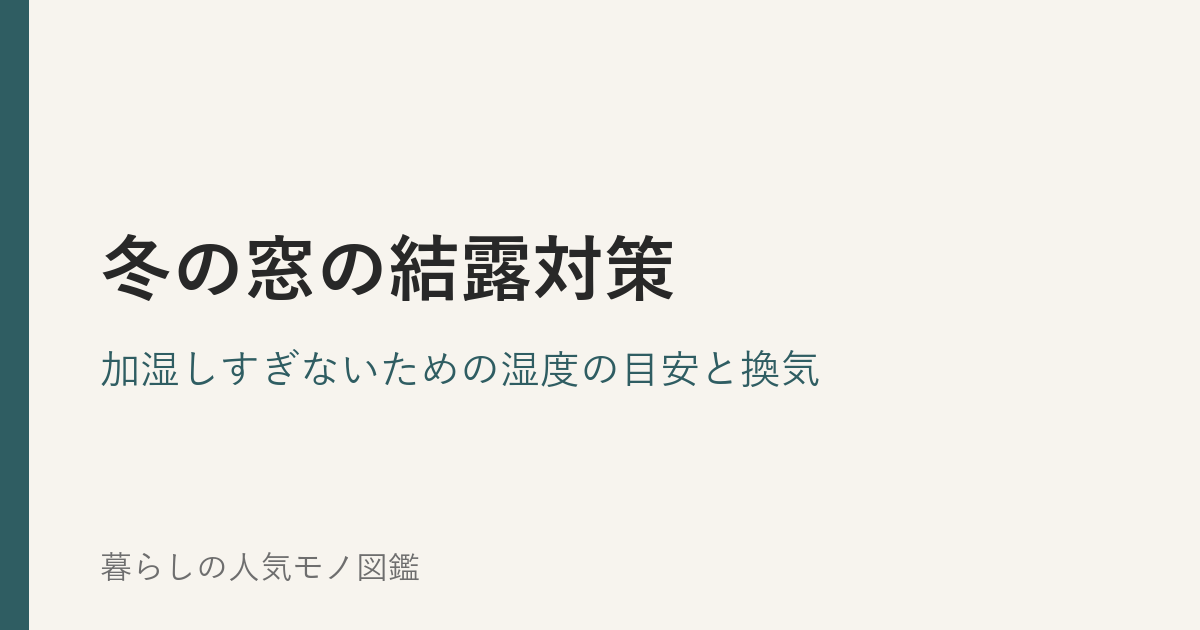 冬の窓の結露対策
加湿しすぎないための湿度の目安と換気
暮らしの人気モノ図鑑